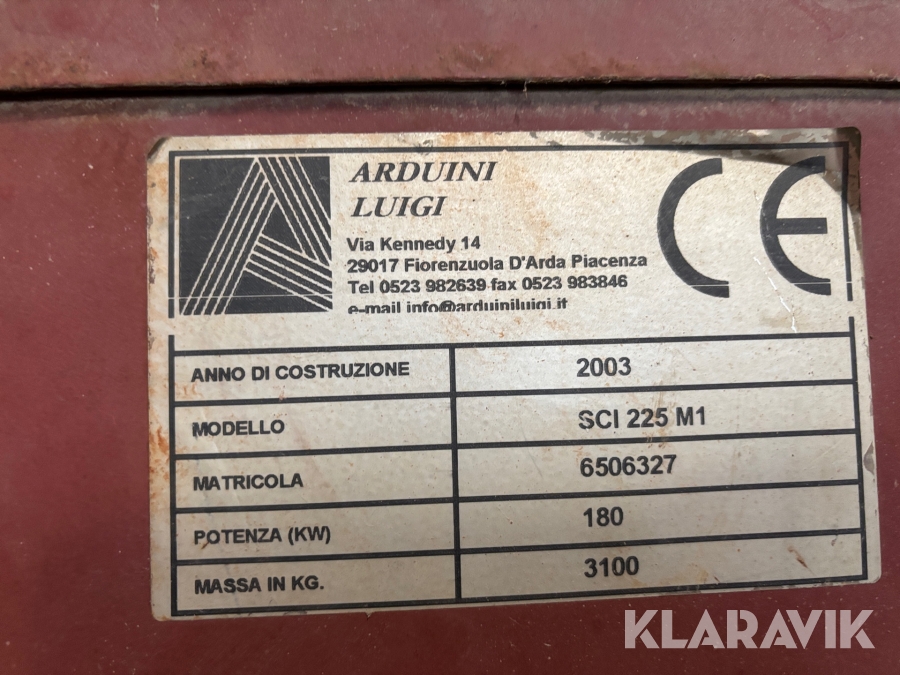 ARDUINI
LUIGI
Via Kennedy 14
29017 Fiorenzuola D'Arda Piacenza
Tel 0523 982639 fax 0523 983846
e-mail info@arduiniluigi.it
CE
ANNO DI COSTRUZIONE 2003
MODELLO SCI 225 M1
MATRICOLA 6506327
POTENZA (KW) 180
MASSA IN KG. 3100
KLARAVIK